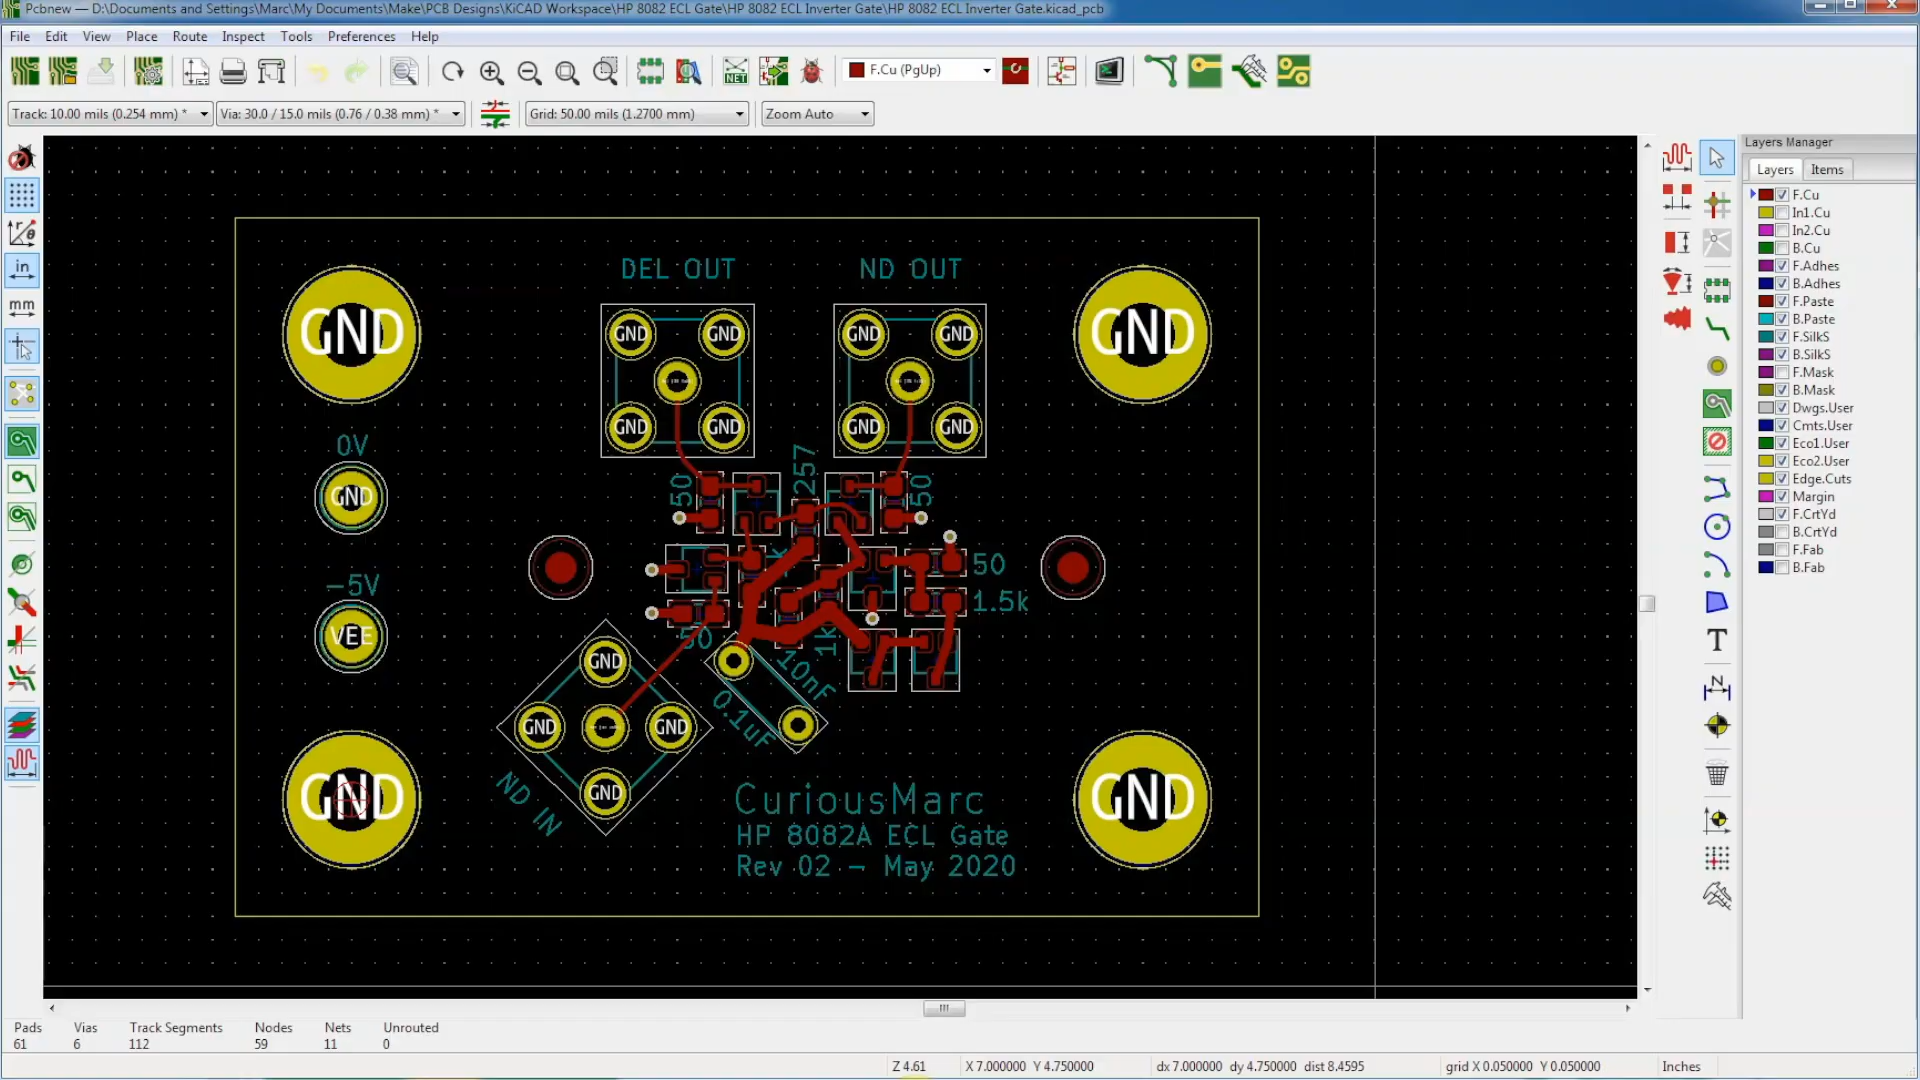 Pcbnew — D:\Documents and Settings\Marc\My Documents\Make\PCB Designs\KiCAD Workspace\HP 8082 ECL Gate\HP 8082 ECL Inverter Gate\HP 8082 ECL Inverter Gate.kicad_pcb
File Edit View Place Route Inspect Tools Preferences Help
NET
F.Cu (PgUp)
Track: 10.00 mils (0.254 mm) *
Via: 30.0 / 15.0 mils (0.76 / 0.38 mm) *
Grid: 50.00 mils (1.2700 mm)
Zoom Auto
in
mm
Layers Manager
Layers Items
F.Cu
In1.Cu
In2.Cu
B.Cu
F.Adhes
B.Adhes
F.Paste
B.Paste
F.SilkS
B.SilkS
F.Mask
B.Mask
Dwgs.User
Cmts.User
Eco1.User
Eco2.User
Edge.Cuts
Margin
F.CrtYd
B.CrtYd
F.Fab
B.Fab
T
N
DEL OUT
ND OUT
GND
GND
GND GND
GND GND
GND GND
GND GND
0V
GND
-5V
VEE
50
257
50
50
1.5k
50
1K
10nF
0.1uF
GND
GND
GND
GND
ND IN
GND
GND
CuriousMarc
HP 8082A ECL Gate
Rev 02 - May 2020
Pads Vias Track Segments Nodes Nets Unrouted
61 6 112 59 11 0
Z 4.61
X 7.000000 Y 4.750000
dx 7.000000 dy 4.750000 dist 8.4595
grid X 0.050000 Y 0.050000
Inches